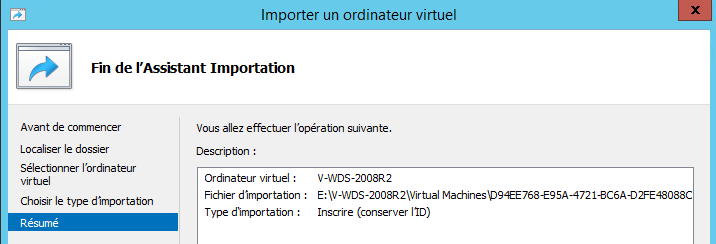 Importer un ordinateur virtuel
x
Fin de l'Assistant Importation
Avant de commencer
Localiser le dossier
Sélectionner l'ordinateur
virtuel
Choisir le type d'importation
Résumé
Vous allez effectuer l'opération suivante.
Description :
Ordinateur virtuel : V-WDS-2008R2
Fichier d'importation : E:\V-WDS-2008R2\Virtual Machines\D94EE768-E95A-4721-BC6A-D2FE48088C
Type d'importation : Inscrire (conserver l'ID)